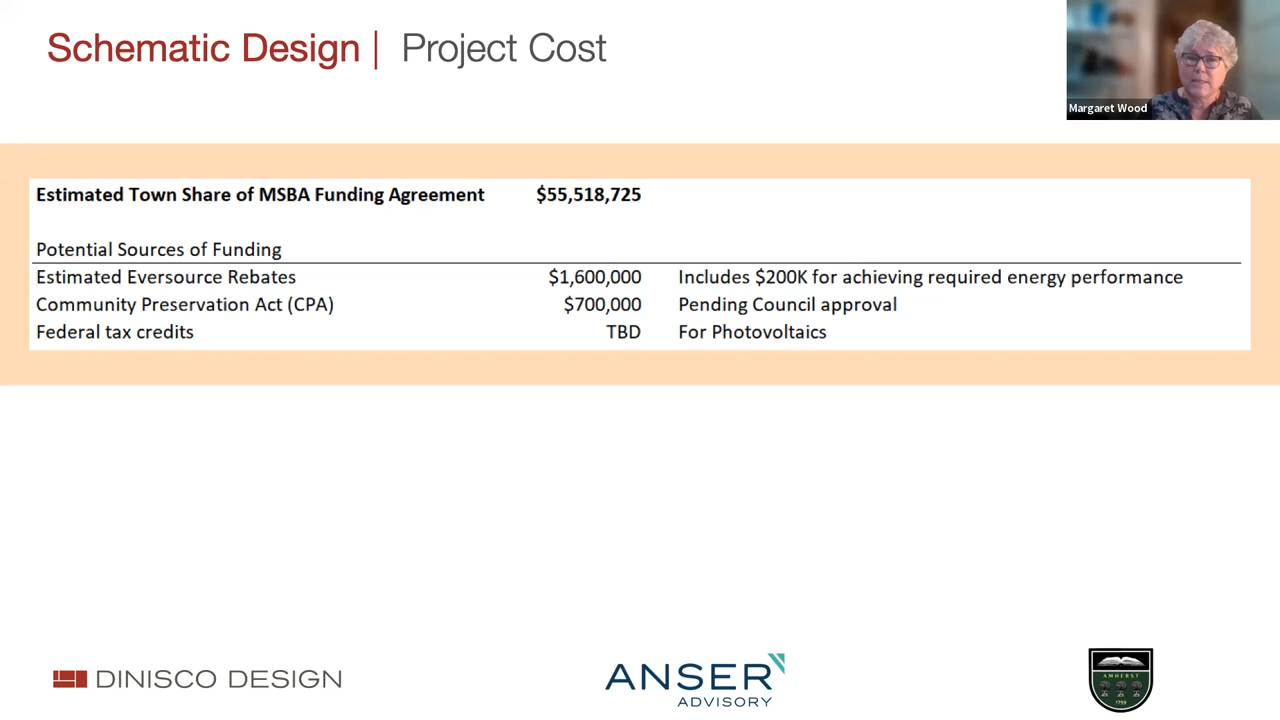 Schematic Design | Project Cost
Margaret Wood
Estimated Town Share of MSBA Funding Agreement $55,518,725
Potential Sources of Funding
Estimated Eversource Rebates $1,600,000 Includes $200K for achieving required energy performance
Community Preservation Act (CPA) $700,000 Pending Council approval
Federal tax credits TBD For Photovoltaics
DINISCO DESIGN
ANSER
ADVISORY
AMHERST
1759